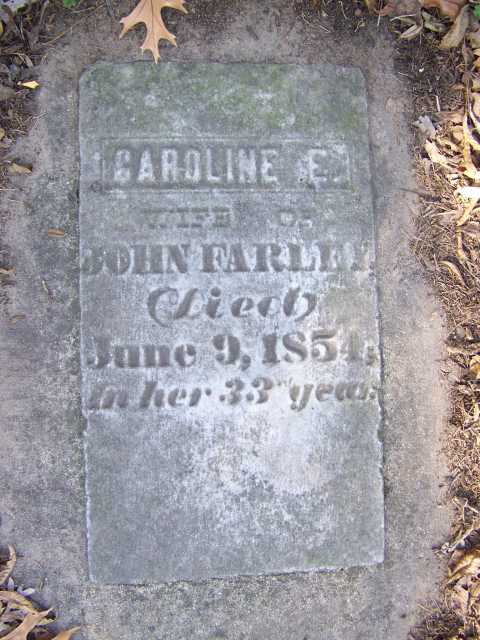 CAROLINE E.
WIFE OF
JOHN FARLEY
Died
June 9, 1854,
in her 33 year.